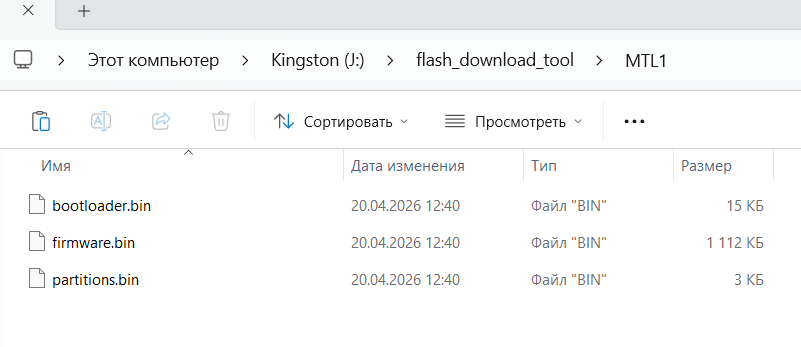 Этот компьютер > Kingston (J:) > flash_download_tool > MTL1
Сортировать Просмотреть
Имя Дата изменения Тип Размер
bootloader.bin 20.04.2026 12:40 Файл "BIN" 15 КБ
firmware.bin 20.04.2026 12:40 Файл "BIN" 1 112 КБ
partitions.bin 20.04.2026 12:40 Файл "BIN" 3 КБ